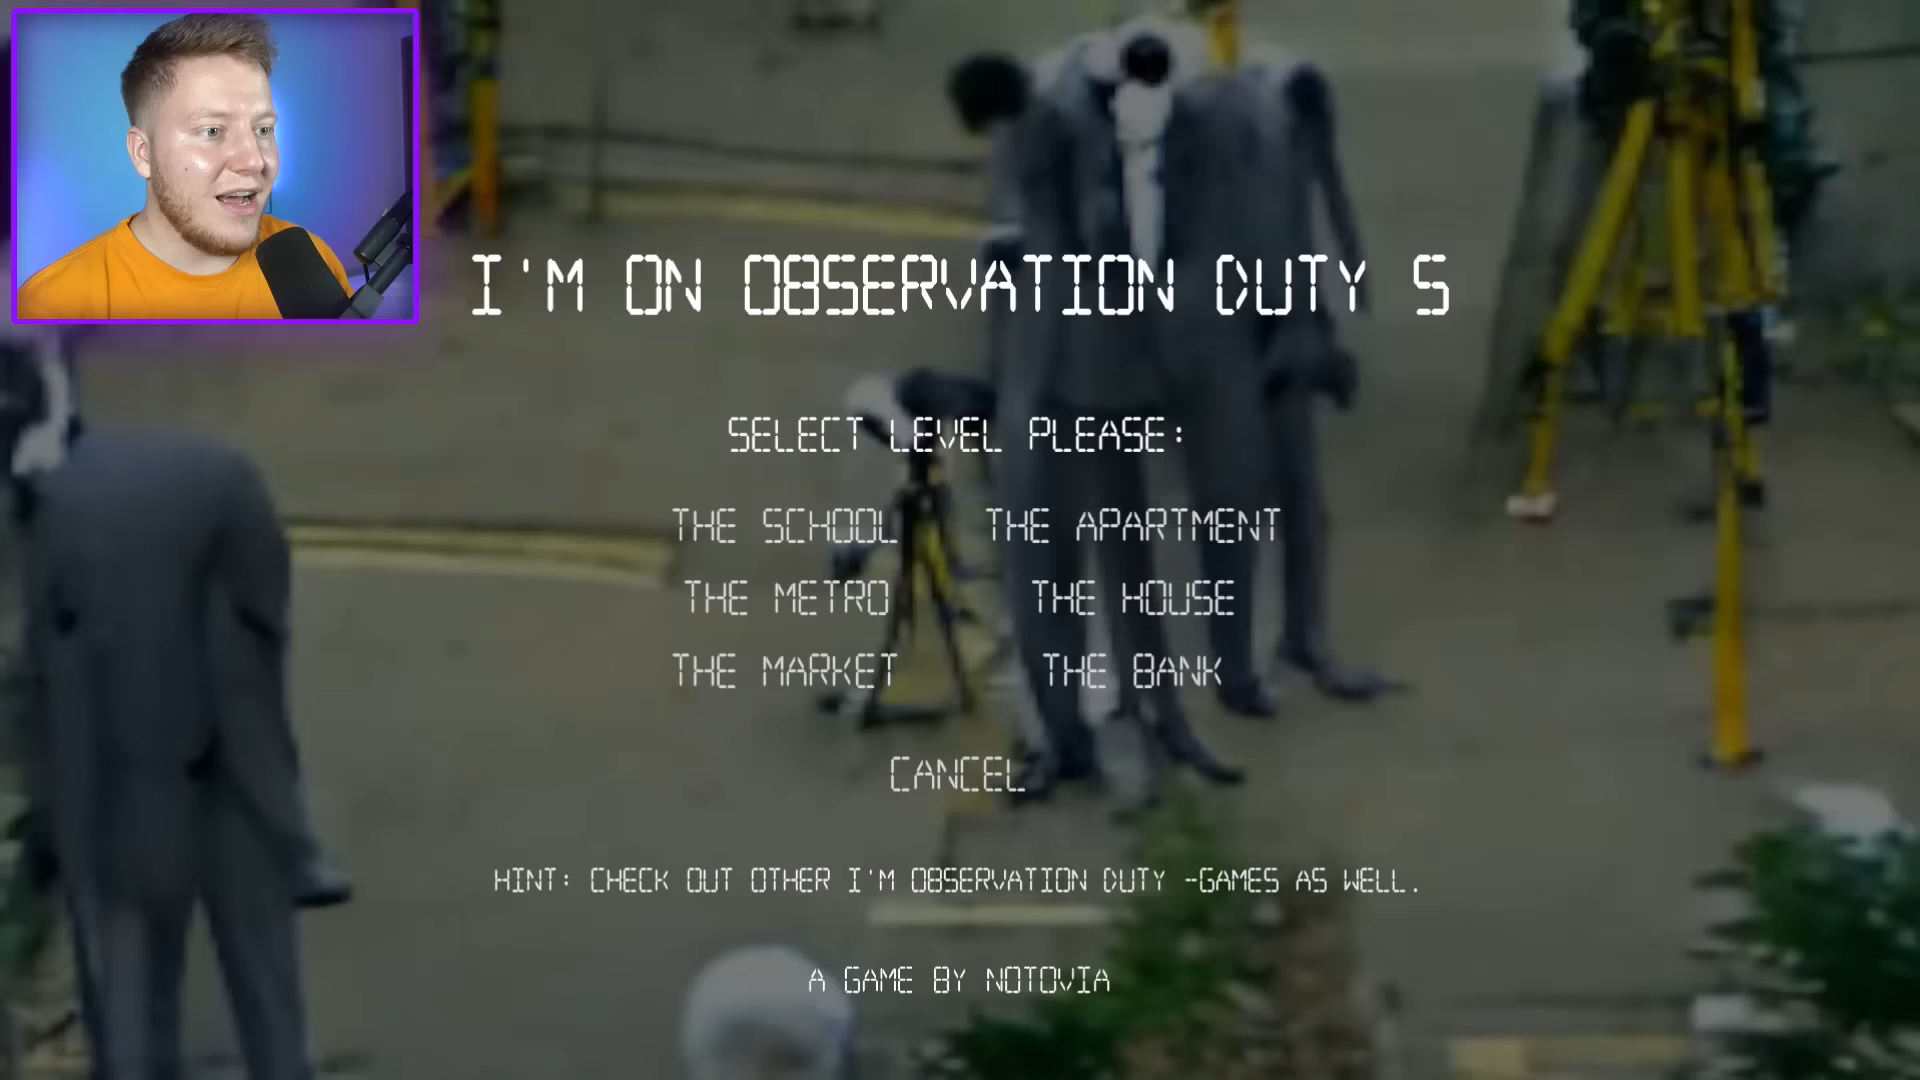 I'M ON OBSERVATION DUTY 5
SELECT LEVEL PLEASE:
THE SCHOOL THE APARTMENT
THE METRO THE HOUSE
THE MARKET THE BANK
CANCEL
HINT: CHECK OUT OTHER I'M OBSERVATION DUTY -GAMES AS WELL.
A GAME BY NOTOVIA